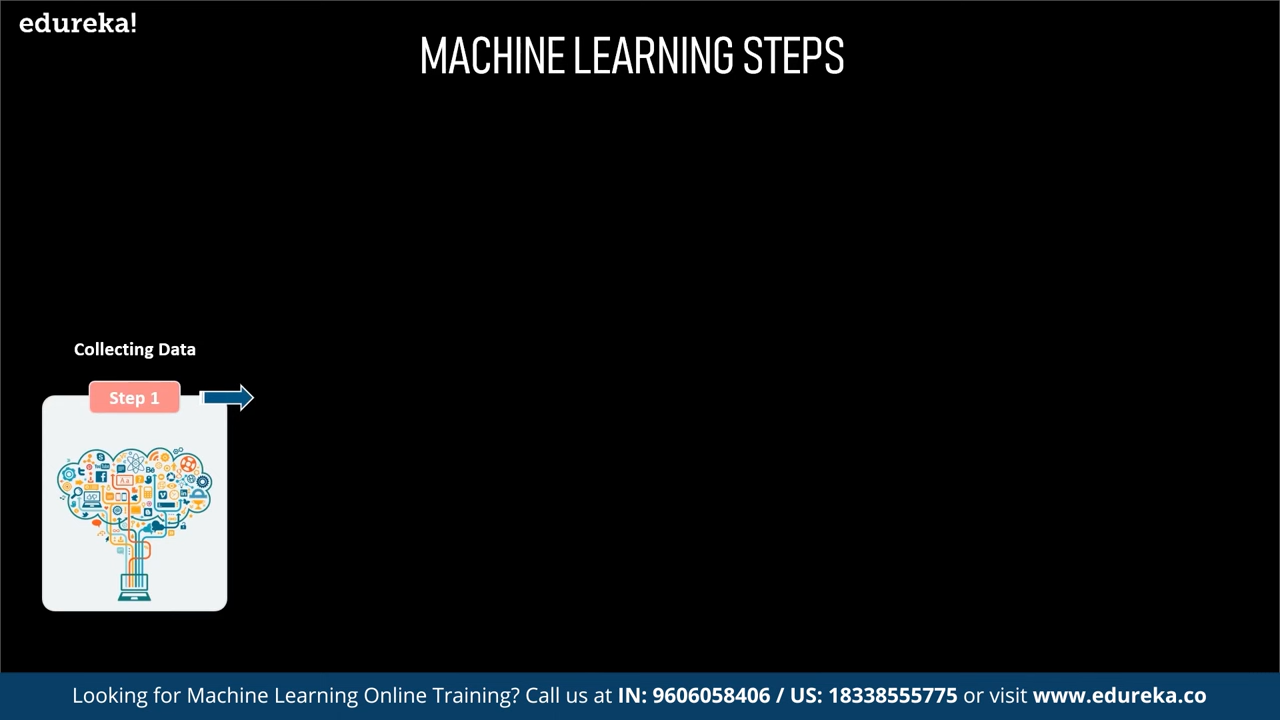 edureka!
MACHINE LEARNING STEPS
Collecting Data
Step 1
Looking for Machine Learning Online Training? Call us at IN: 9606058406 / US: 18338555775 or visit www.edureka.co